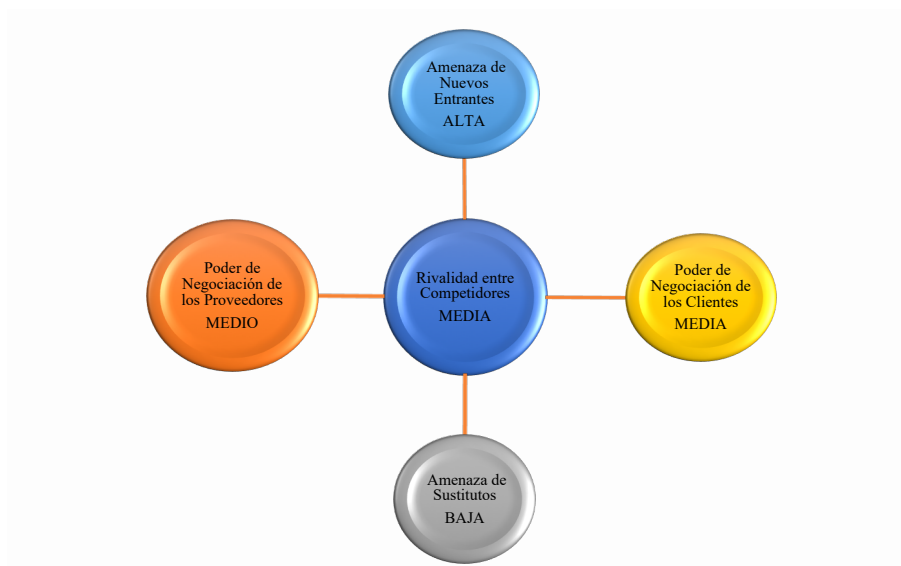 Amenaza de
Nuevos
Entrantes
ALTA
Poder de
Negociación de
los Proveedores
MEDIO
Rivalidad entre
Competidores
MEDIA
Poder de
Negociación de
los Clientes
MEDIA
Amenaza de
Sustitutos
BAJA